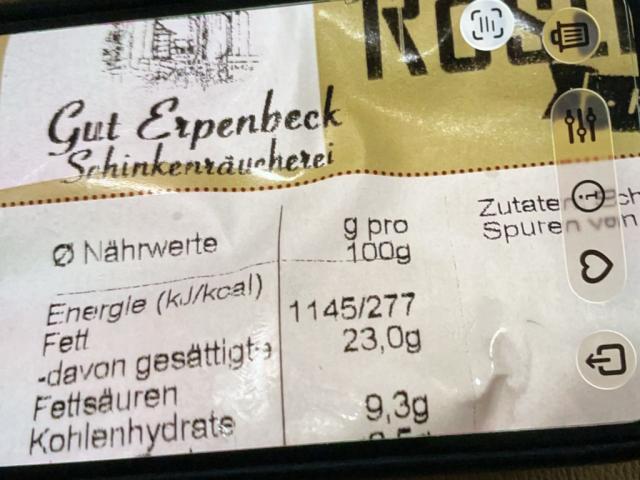 Gut Erpenbeck
Schinkenräucherei
Ø Nährwerte
g pro
100g
Energie (kJ/kcal)
1145/277
Fett
23,0g
-davon gesättigte
Fettsäuren
9,3g
Kohlenhydrate
Spuren von